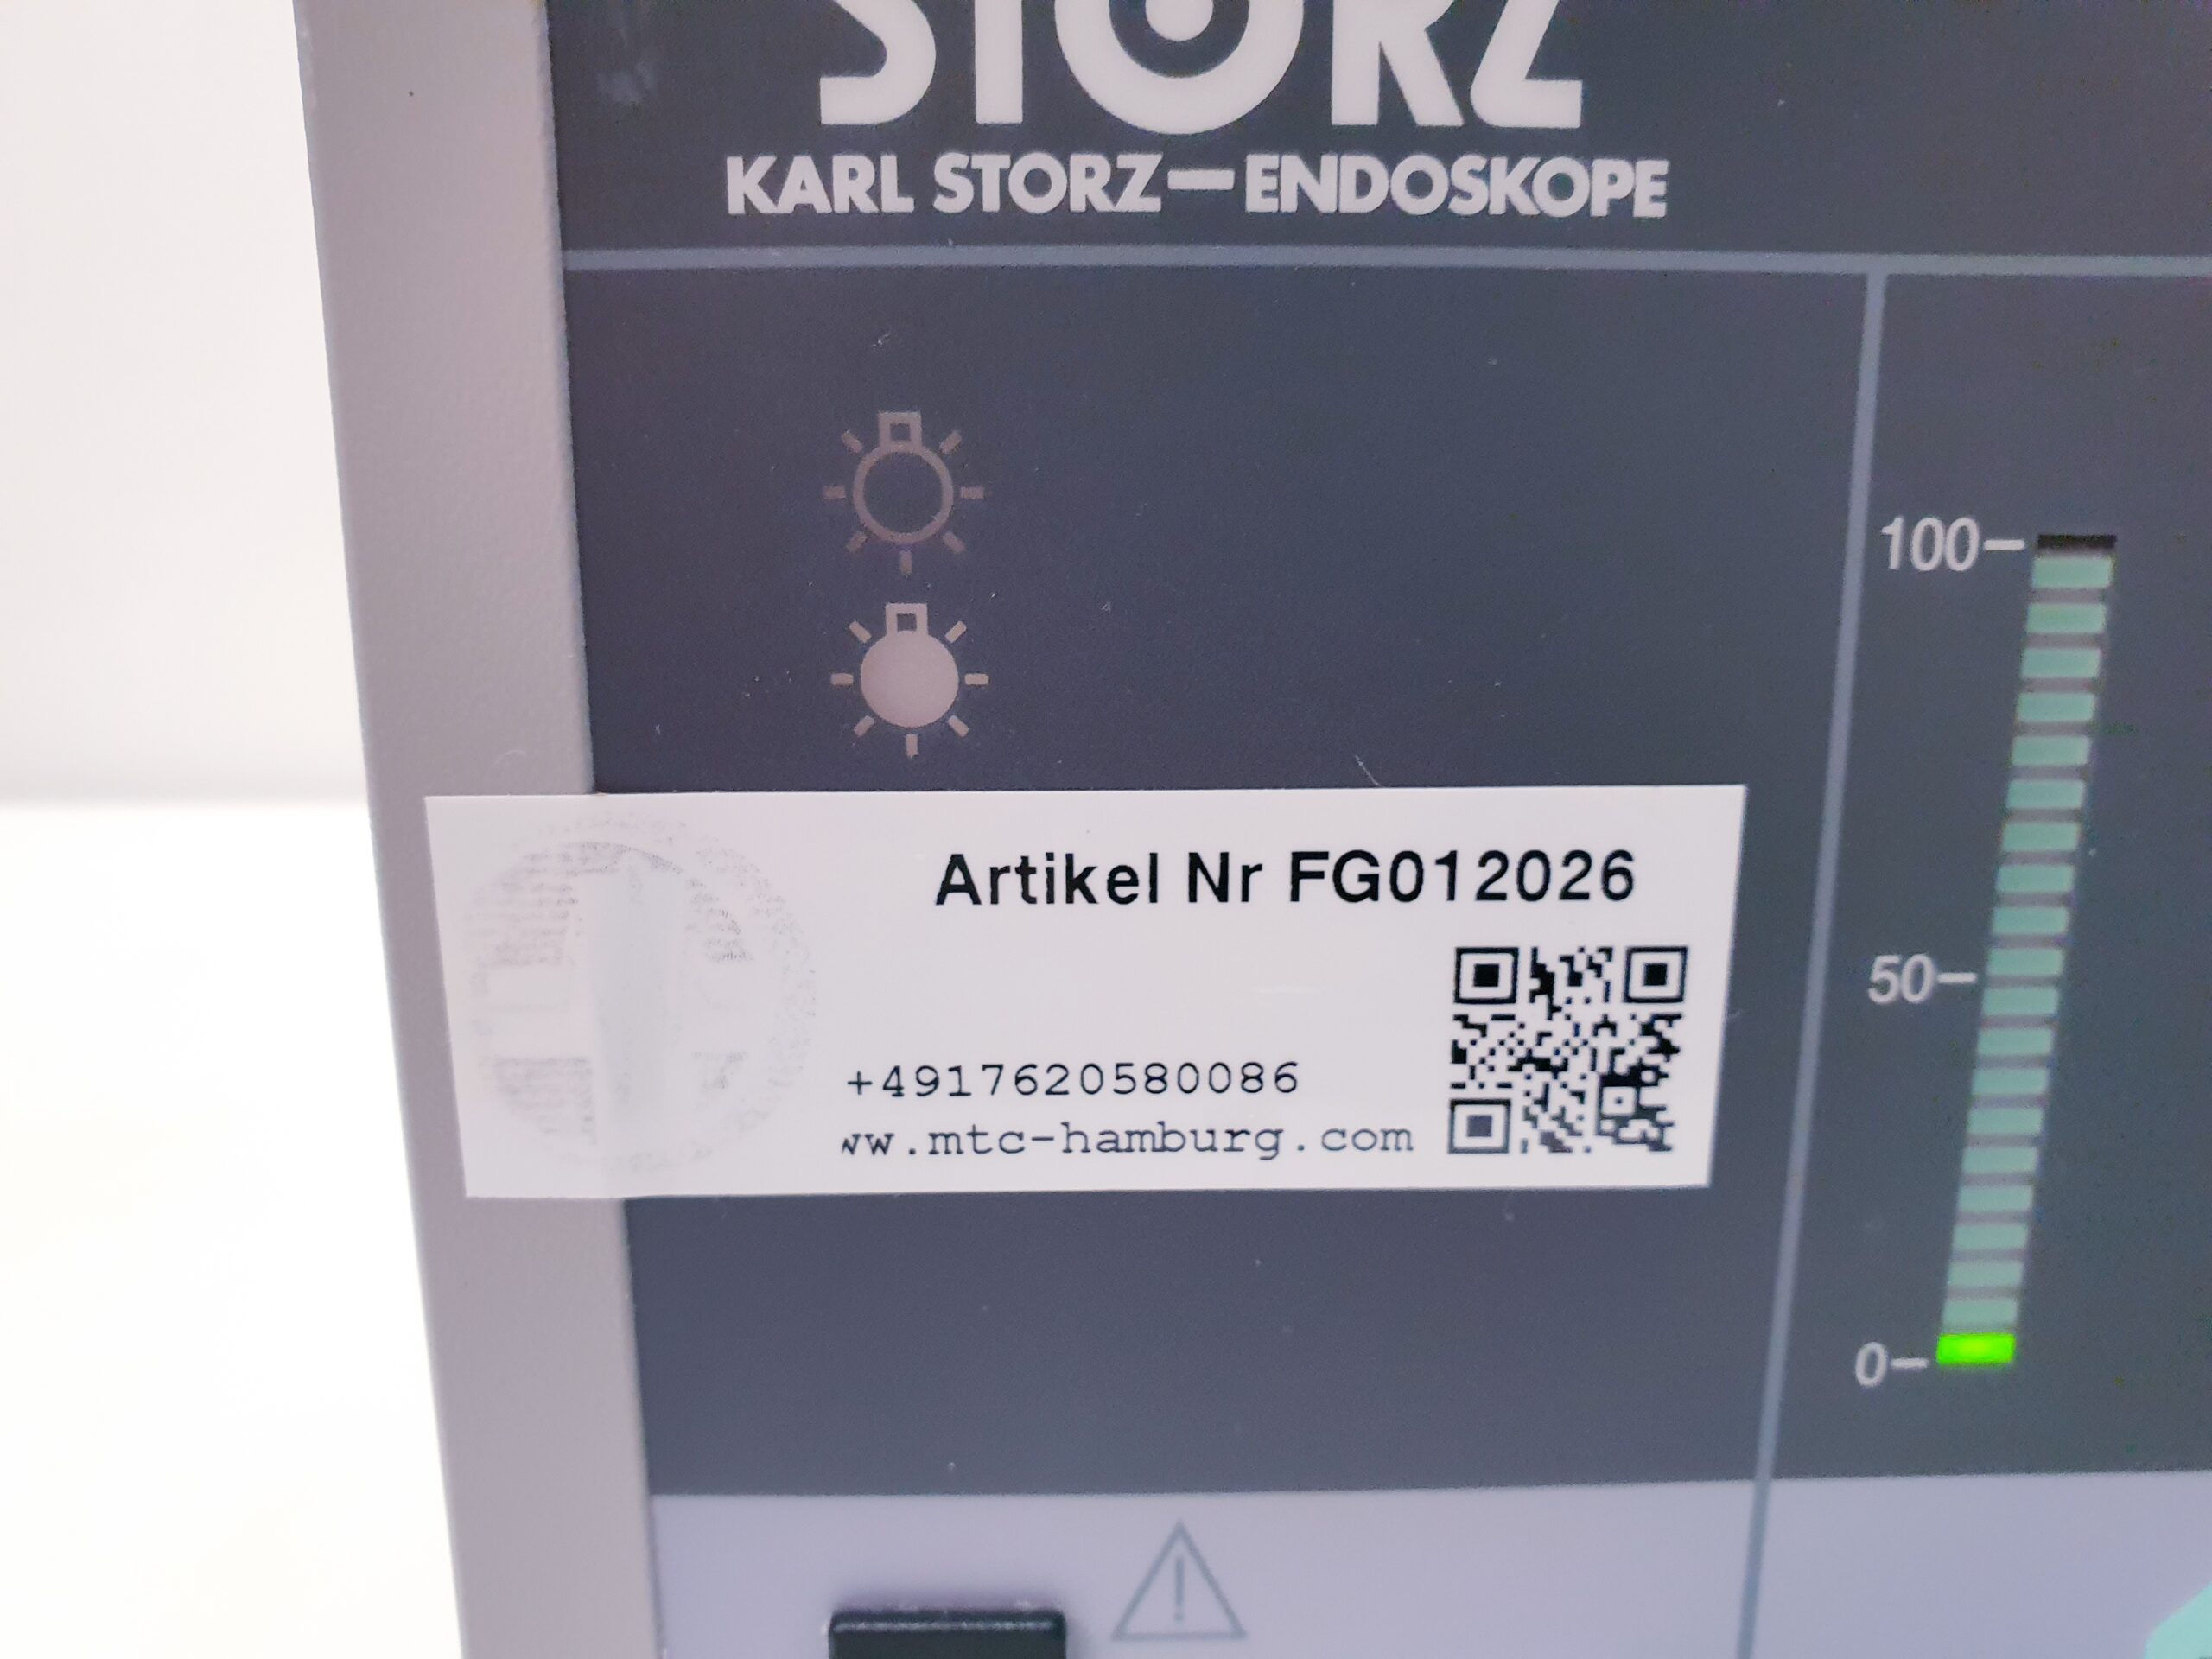 STORZ
KARL STORZ—ENDOSKOPE
100
50
0
Artikel Nr FG012026
+4917620580086
ww.mtc-hamburg.com